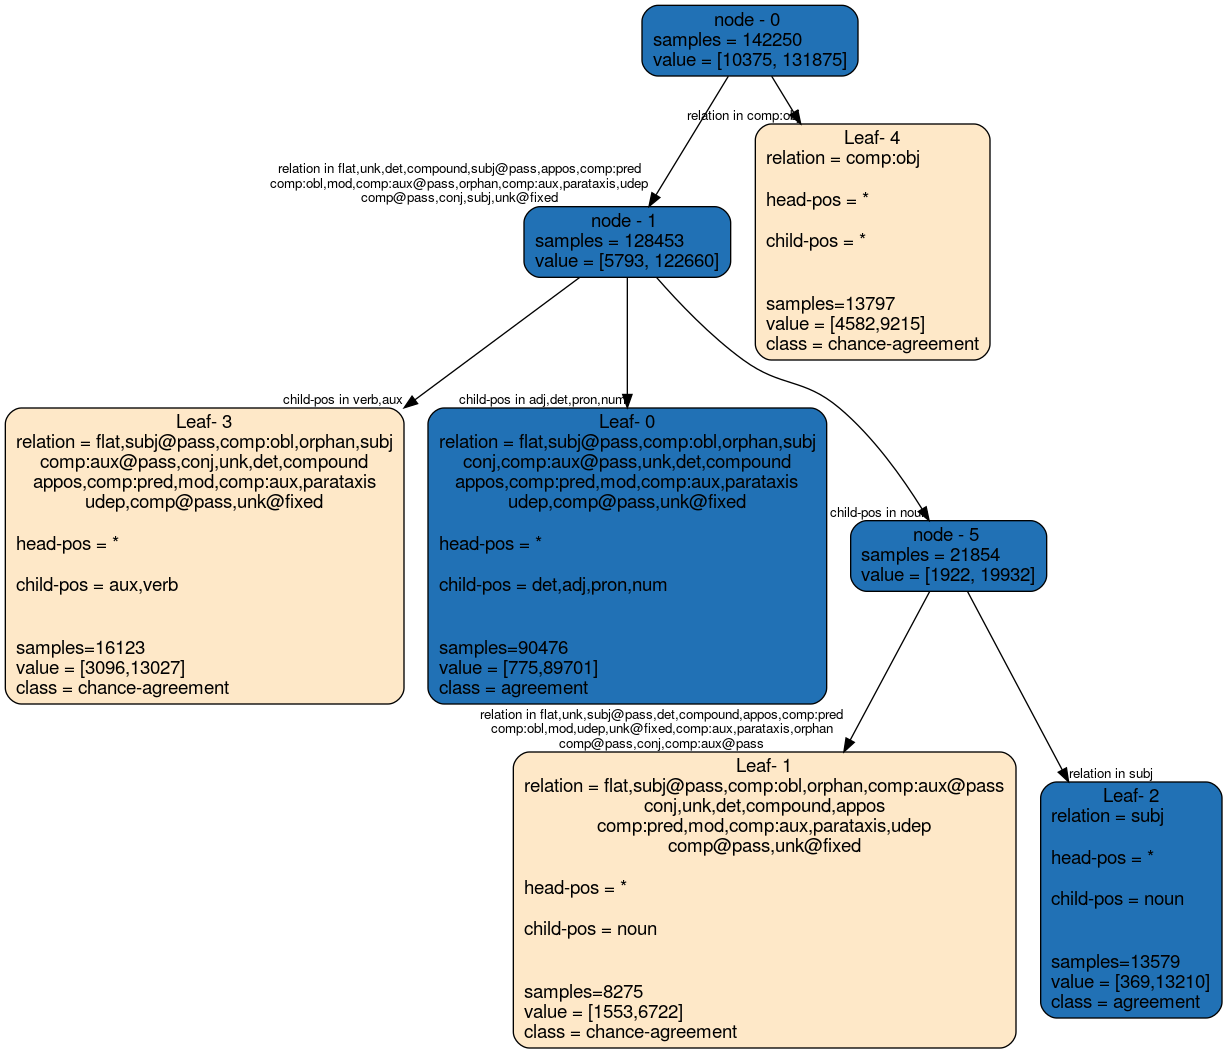 node - 0
samples = 142250
value = [10375, 131875]
relation in comp:obj
Leaf- 4
relation = comp:obj
head-pos = *
child-pos = *
samples=13797
value = [4582,9215]
class = chance-agreement
relation in flat,unk,det,compound,subj@pass,appos,comp:pred
comp:obl,mod,comp:aux@pass,orphan,comp:aux,parataxis,udep
comp@pass,conj,subj,unk@fixed
node - 1
samples = 128453
value = [5793, 122660]
child-pos in verb,aux
Leaf- 3
relation = flat,subj@pass,comp:obl,orphan,subj
comp:aux@pass,conj,unk,det,compound
appos,comp:pred,mod,comp:aux,parataxis
udep,comp@pass,unk@fixed
head-pos = *
child-pos = aux,verb
samples=16123
value = [3096,13027]
class = chance-agreement
child-pos in adj,det,pron,num
Leaf- 0
relation = flat,subj@pass,comp:obl,orphan,subj
conj,comp:aux@pass,unk,det,compound
appos,comp:pred,mod,comp:aux,parataxis
udep,comp@pass,unk@fixed
head-pos = *
child-pos = det,adj,pron,num
samples=90476
value = [775,89701]
class = agreement
child-pos in noun
node - 5
samples = 21854
value = [1922, 19932]
relation in flat,unk,subj@pass,det,compound,appos,comp:pred
comp:obl,mod,udep,unk@fixed,comp:aux,parataxis,orphan
comp@pass,conj,comp:aux@pass
Leaf- 1
relation = flat,subj@pass,comp:obl,orphan,comp:aux@pass
conj,unk,det,compound,appos
comp:pred,mod,comp:aux,parataxis,udep
comp@pass,unk@fixed
head-pos = *
child-pos = noun
samples=8275
value = [1553,6722]
class = chance-agreement
relation in subj
Leaf- 2
relation = subj
head-pos = *
child-pos = noun
samples=13579
value = [369,13210]
class = agreement